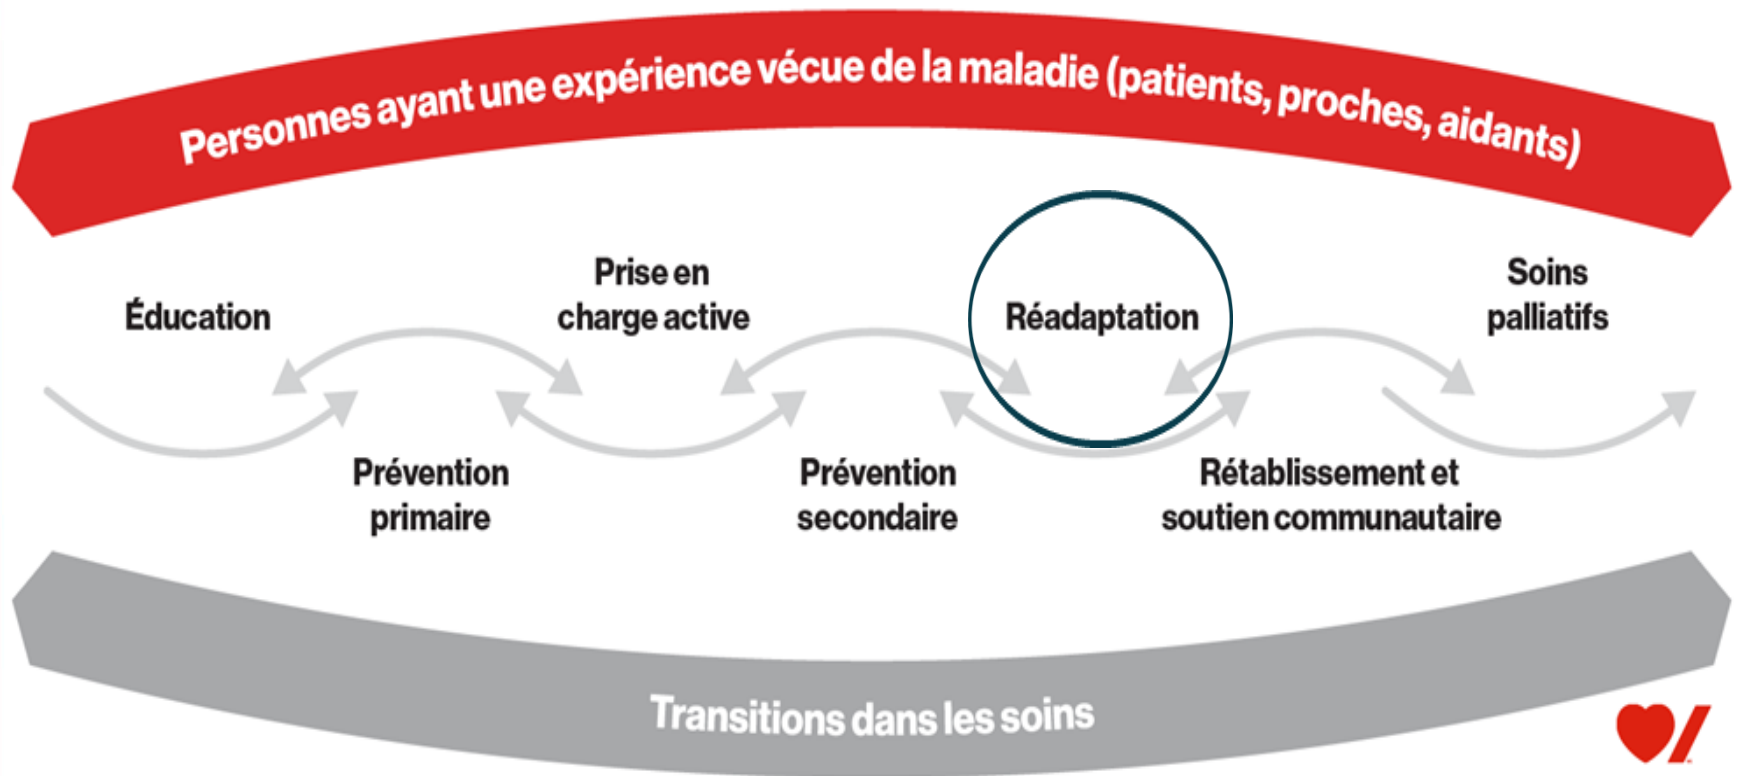 Personnes ayant une expérience vécue de la maladie (patients, proches, aidants)
Éducation
Prise en
charge active
Réadaptation
Soins
palliatifs
Prévention
primaire
Prévention
secondaire
Rétablissement et
soutien communautaire
Transitions dans les soins